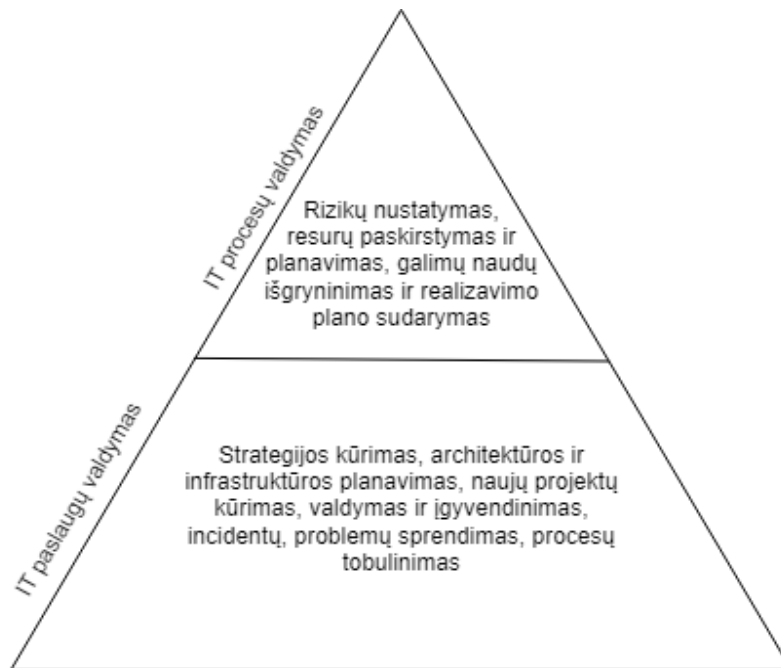 IT procesų valdymas
Rizikų nustatymas,
resurų paskirstymas ir
planavimas, galimų naudų
išgryninimas ir realizavimo
plano sudarymas
IT paslaugų valdymas
Strategijos kūrimas, architektūros ir
infrastruktūros planavimas, naujų projektų
kūrimas, valdymas ir įgyvendinimas,
incidentų, problemų sprendimas, procesų
tobulinimas